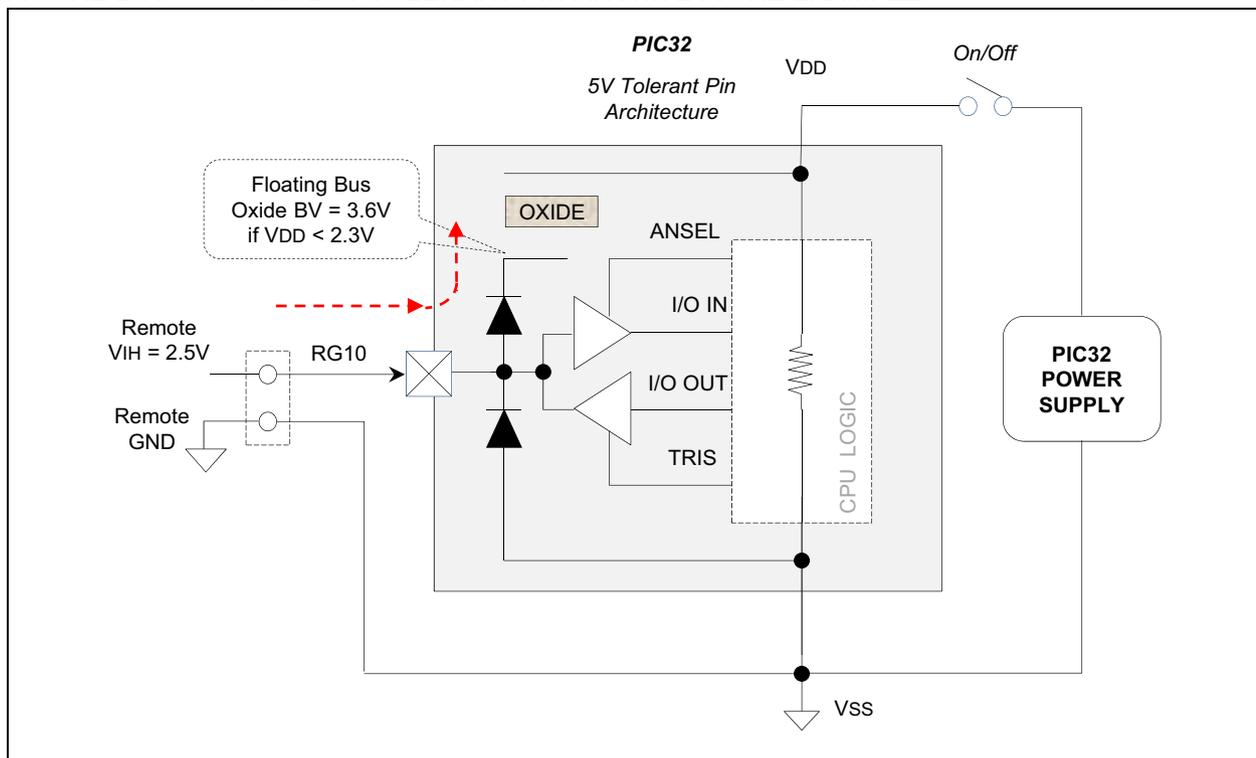 PIC32
5V Tolerant Pin
Architecture
VDD
On/Off
Floating Bus
Oxide BV = 3.6V
if VDD < 2.3V
OXIDE
ANSEL
I/O IN
Remote
VIH = 2.5V
RG10
I/O OUT
Remote
GND
TRIS
CPU LOGIC
PIC32
POWER
SUPPLY
VSS